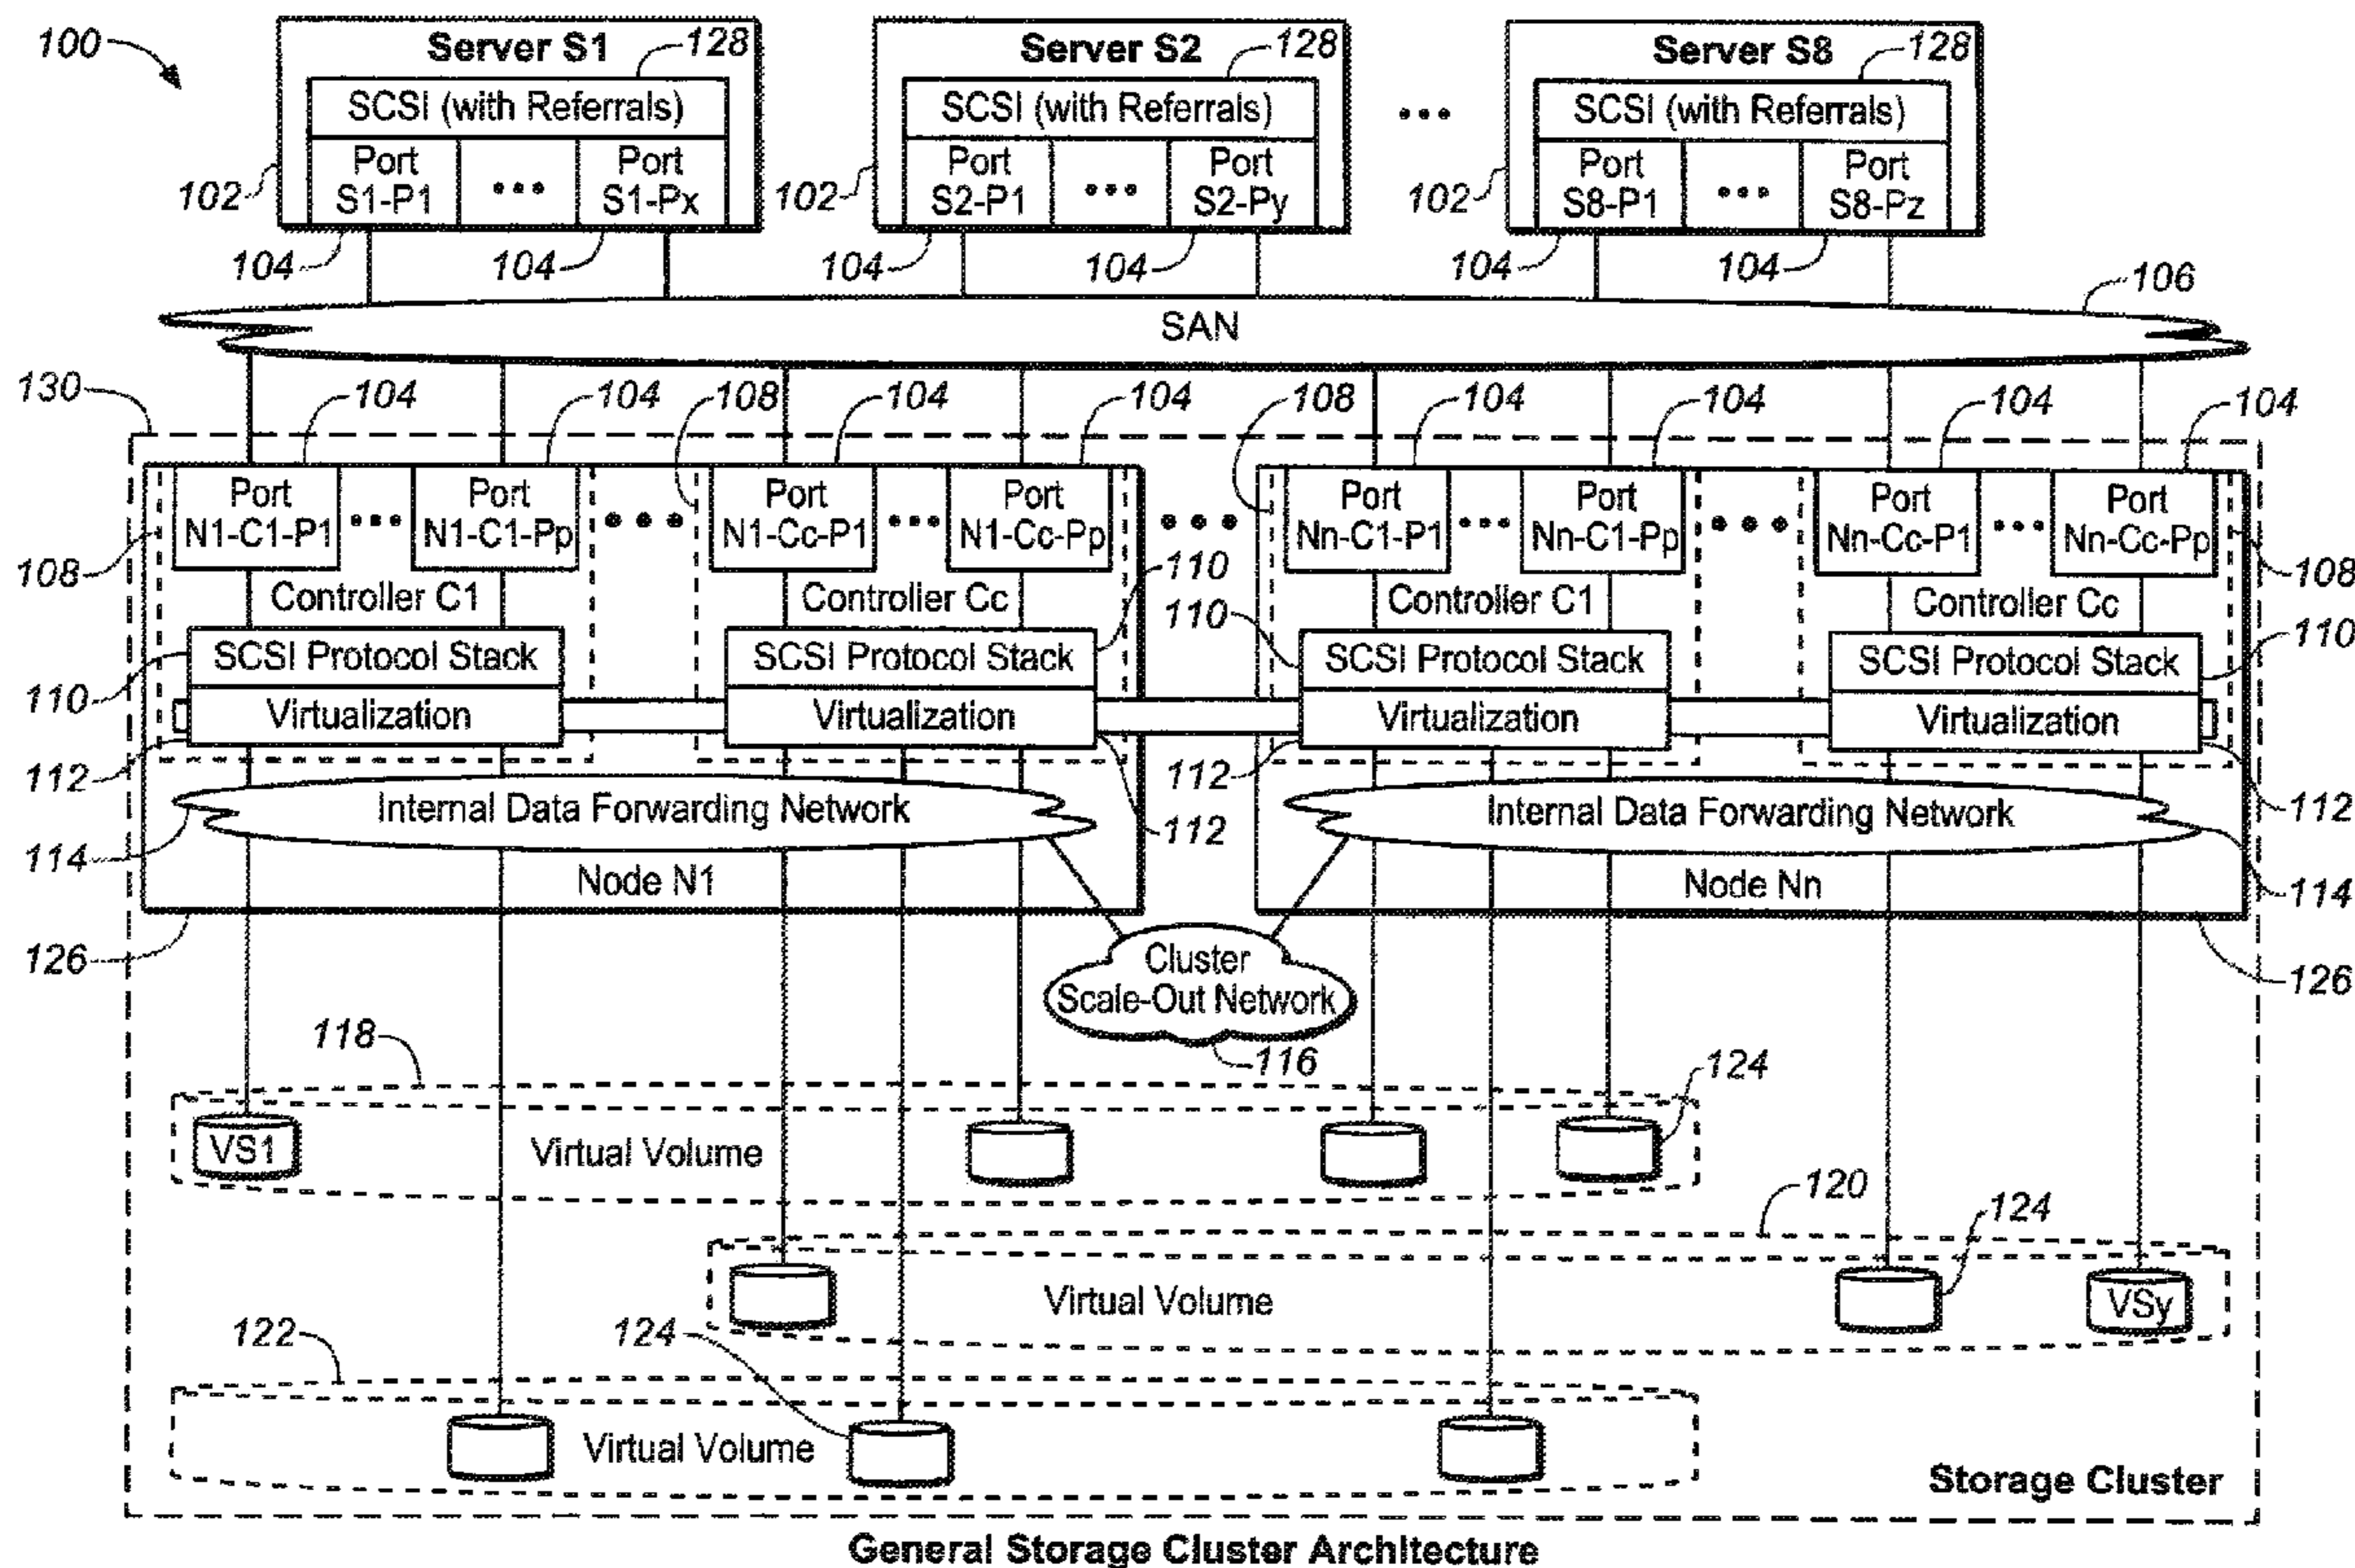 100
Server S1
128
Server S2
128
Server S8
128
SCSI (with Referrals)
SCSI (with Referrals)
•••
SCSI (with Referrals)
Port
S1-P1
•••
Port
S1-Px
Port
S2-P1
•••
Port
S2-Py
Port
S8-P1
•••
Port
S8-Pz
102
102
102
104
104
104
104
104
104
106
SAN
130
104
104
108
104
104
108
104
104
104
104
Port
N1-C1-P1
•••
Port
N1-C1-Pp
•••
Port
N1-Cc-P1
•••
Port
N1-Cc-Pp
•••
Port
Nn-C1-P1
•••
Port
Nn-C1-Pp
•••
Port
Nn-Cc-P1
•••
Port
Nn-Cc-Pp
108
Controller C1
Controller Cc
110
Controller C1
Controller Cc
108
110
SCSI Protocol Stack
SCSI Protocol Stack
SCSI Protocol Stack
SCSI Protocol Stack
110
110
Virtualization
Virtualization
Virtualization
Virtualization
112
112
112
112
Internal Data Forwarding Network
Internal Data Forwarding Network
114
114
Node N1
Node Nn
126
126
Cluster
Scale-Out Network
116
118
124
VS1
Virtual Volume
120
124
Virtual Volume
VSy
122
124
Virtual Volume
Storage Cluster
General Storage Cluster Architecture